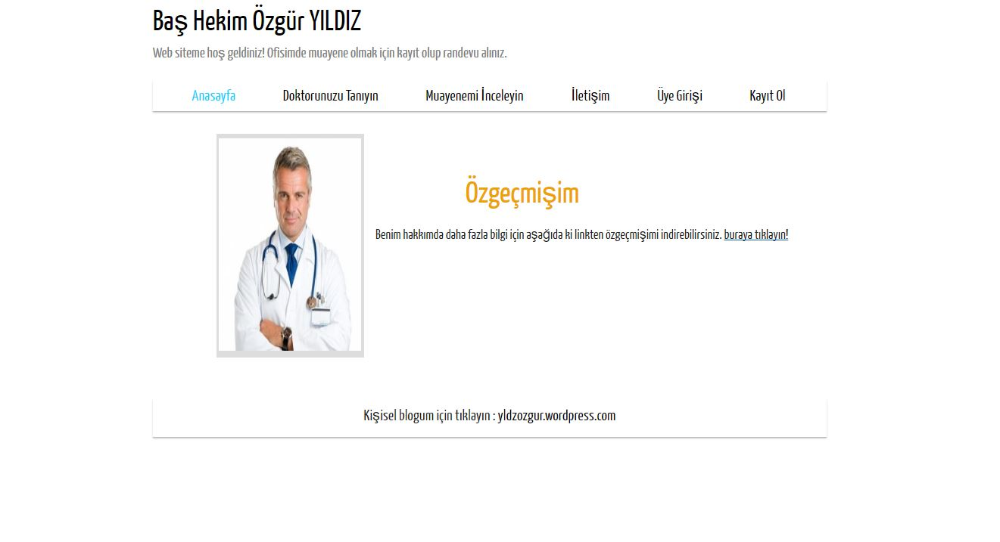 Baş Hekim Özgür YILDIZ
Web siteme hoş geldiniz! Ofisimde muayene olmak için kayıt olup randevu alınız.
Anasayfa Doktorunuzu Tanıyın Muayenemi İnceleyin İletişim Üye Girişi Kayıt Ol
Özgeçmişim
Benim hakkımda daha fazla bilgi için aşağıda ki linkten özgeçmişimi indirebilirsiniz. buraya tıklayın!
Kişisel blogum için tıklayın : yldzozgur.wordpress.com